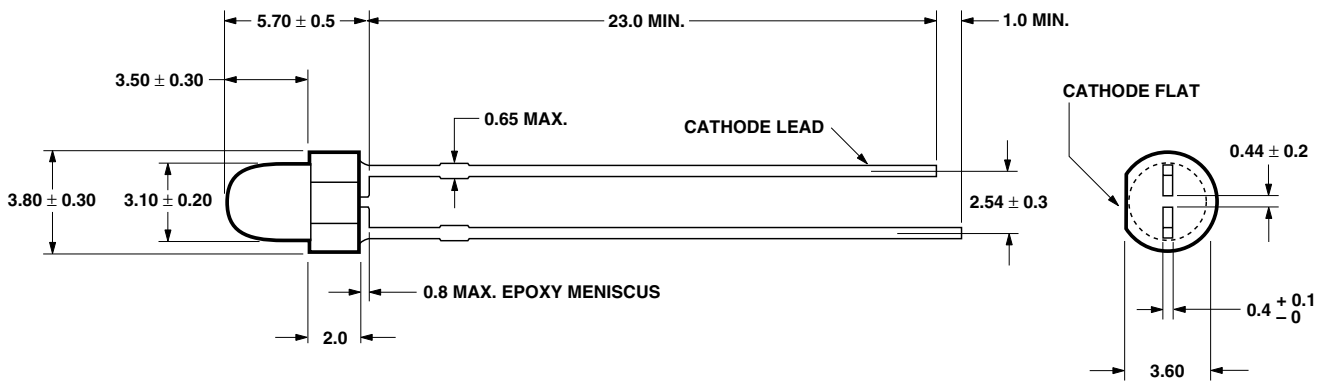 5.70 ± 0.5
23.0 MIN.
1.0 MIN.
3.50 ± 0.30
CATHODE FLAT
0.65 MAX.
CATHODE LEAD
0.44 ± 0.2
3.80 ± 0.30
3.10 ± 0.20
2.54 ± 0.3
0.8 MAX. EPOXY MENISCUS
0.4 + 0.1
– 0
2.0
3.60